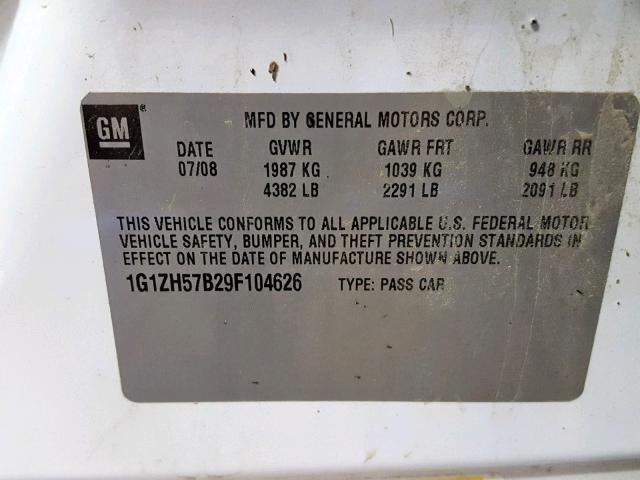 GM ®
MFD BY GENERAL MOTORS CORP.
DATE GVWR GAWR FRT GAWR RR
07/08 1987 KG 1039 KG 948 KG
4382 LB 2291 LB 2091 LB
THIS VEHICLE CONFORMS TO ALL APPLICABLE U.S. FEDERAL MOTOR
VEHICLE SAFETY, BUMPER, AND THEFT PREVENTION STANDARDS IN
EFFECT ON THE DATE OF MANUFACTURE SHOWN ABOVE.
1G1ZH57B29F104626 TYPE: PASS CAR